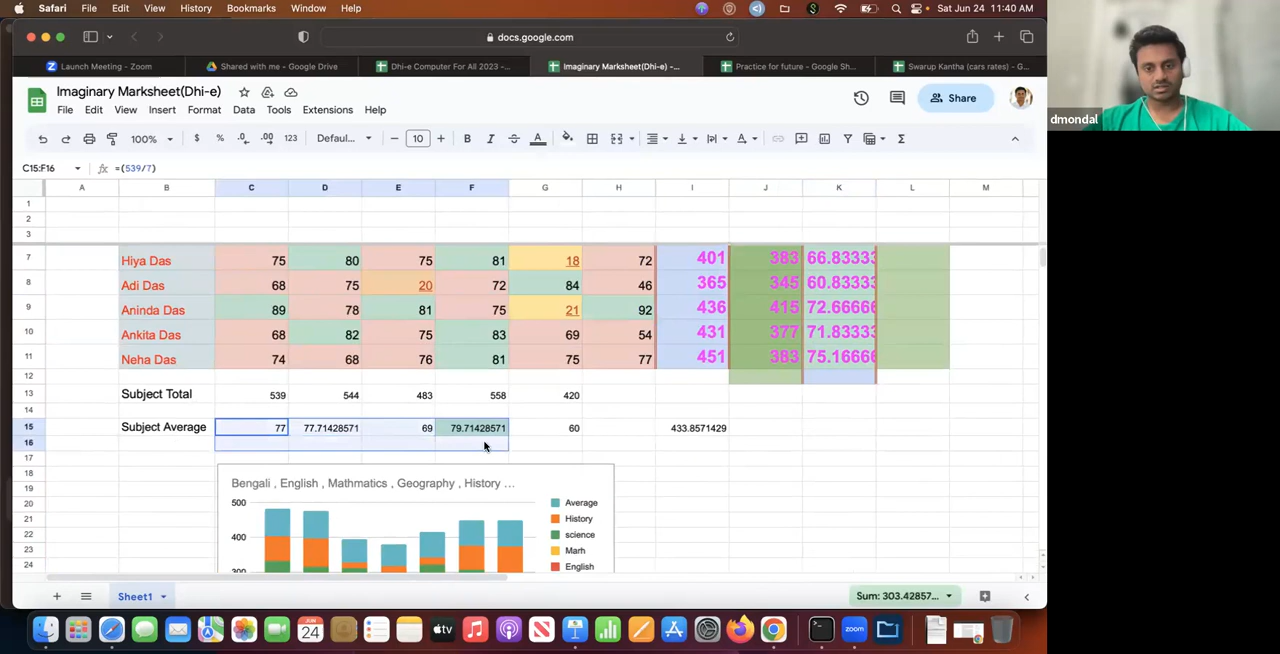 Safari File Edit View History Bookmarks Window Help Sat Jun 24 11:40 AM
docs.google.com
Launch Meeting - Zoom Shared with me - Google Drive Dhi-e Computer For All 2023 -... Imaginary Marksheet(Dhi-e) -... Practice for future - Google Sh... Swarup Kantha (cars rates) - G...
Imaginary Marksheet(Dhi-e)
File Edit View Insert Format Data Tools Extensions Help
Share
dmondal
100% $ % .0 .00 123 Defaul... 10 B I S A
C15:F16 fx =(539/7)
A B C D E F G H I J K L M
1
2
3
7 Hiya Das 75 80 75 81 18 72 401 383 66.83333
8 Adi Das 68 75 20 72 84 46 365 345 60.83333
9 Aninda Das 89 78 81 75 21 92 436 415 72.66666
10 Ankita Das 68 82 75 83 69 54 431 377 71.83333
11 Neha Das 74 68 76 81 75 77 451 383 75.16666
12
13 Subject Total 539 544 483 558 420
14
15 Subject Average 77 77.71428571 69 79.71428571 60 433.8571429
16
17
18 Bengali , English , Mathmatics , Geography , History ...
19
20 500 Average
21 History
22 400 science
23 Marh
24 300 English
Sheet1 Sum: 303.42857...
JUN
24
tv
zoom